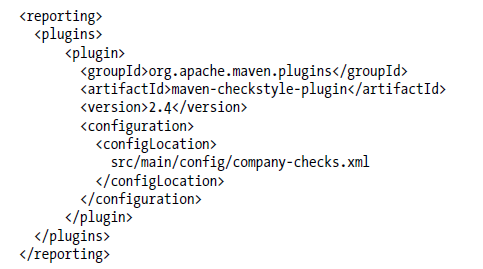 <reporting>
  <plugins>
      <plugin>
        <groupId>org.apache.maven.plugins</groupId>
        <artifactId>maven-checkstyle-plugin</artifactId>
        <version>2.4</version>
        <configuration>
          <configLocation>
            src/main/config/company-checks.xml
          </configLocation>
        </configuration>
      </plugin>
  </plugins>
</reporting>